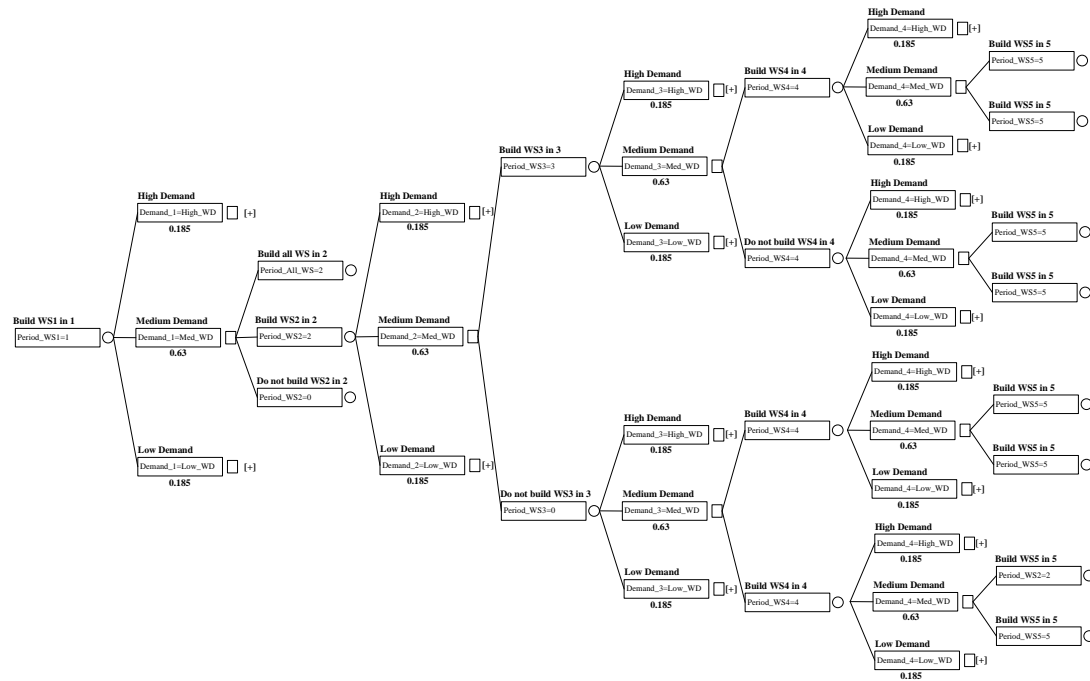 Build WS1 in 1
Period_WS1=1
High Demand
Demand_1=High_WD
[+]
0.185
Medium Demand
Demand_1=Med_WD
0.63
Low Demand
Demand_1=Low_WD
[+]
0.185
Build all WS in 2
Period_All_WS=2
Build WS2 in 2
Period_WS2=2
Do not build WS2 in 2
Period_WS2=0
High Demand
Demand_2=High_WD
[+]
0.185
Medium Demand
Demand_2=Med_WD
0.63
Low Demand
Demand_2=Low_WD
[+]
0.185
Build WS3 in 3
Period_WS3=3
High Demand
Demand_3=High_WD
[+]
0.185
Medium Demand
Demand_3=Med_WD
0.63
Low Demand
Demand_3=Low_WD
[+]
0.185
Build WS4 in 4
Period_WS4=4
High Demand
Demand_4=High_WD
[+]
0.185
Medium Demand
Demand_4=Med_WD
0.63
Low Demand
Demand_4=Low_WD
[+]
0.185
Build WS5 in 5
Period_WS5=5
Build WS5 in 5
Period_WS5=5
Do not build WS4 in 4
Period_WS4=4
High Demand
Demand_4=High_WD
[+]
0.185
Medium Demand
Demand_4=Med_WD
0.63
Low Demand
Demand_4=Low_WD
[+]
0.185
Build WS5 in 5
Period_WS5=5
Build WS5 in 5
Period_WS5=5
Do not build WS3 in 3
Period_WS3=0
High Demand
Demand_3=High_WD
[+]
0.185
Medium Demand
Demand_3=Med_WD
0.63
Low Demand
Demand_3=Low_WD
[+]
0.185
Build WS4 in 4
Period_WS4=4
High Demand
Demand_4=High_WD
[+]
0.185
Medium Demand
Demand_4=Med_WD
0.63
Low Demand
Demand_4=Low_WD
[+]
0.185
Build WS5 in 5
Period_WS5=5
Build WS5 in 5
Period_WS5=5
Build WS4 in 4
Period_WS4=4
High Demand
Demand_4=High_WD
[+]
0.185
Medium Demand
Demand_4=Med_WD
0.63
Low Demand
Demand_4=Low_WD
[+]
0.185
Build WS5 in 5
Period_WS2=2
Build WS5 in 5
Period_WS5=5